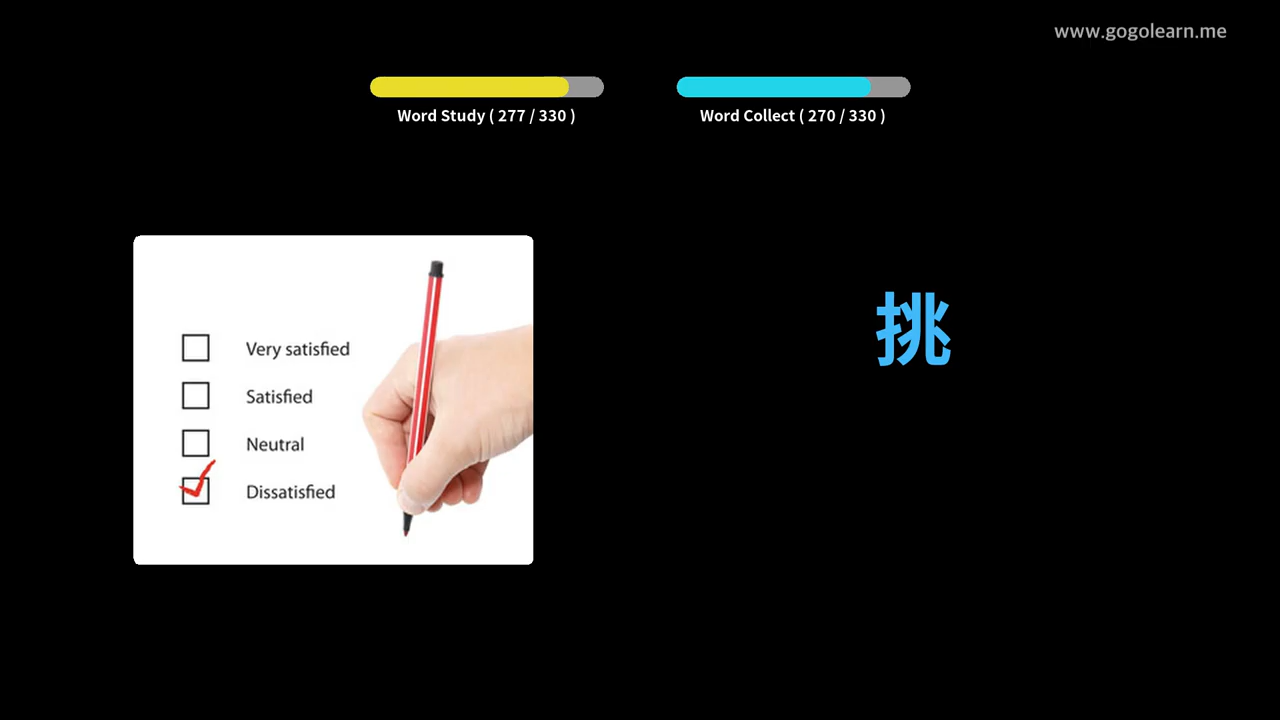 www.gogolearn.me
Word Study ( 277 / 330 )
Word Collect ( 270 / 330 )
Very satisfied
Satisfied
Neutral
Dissatisfied
挑